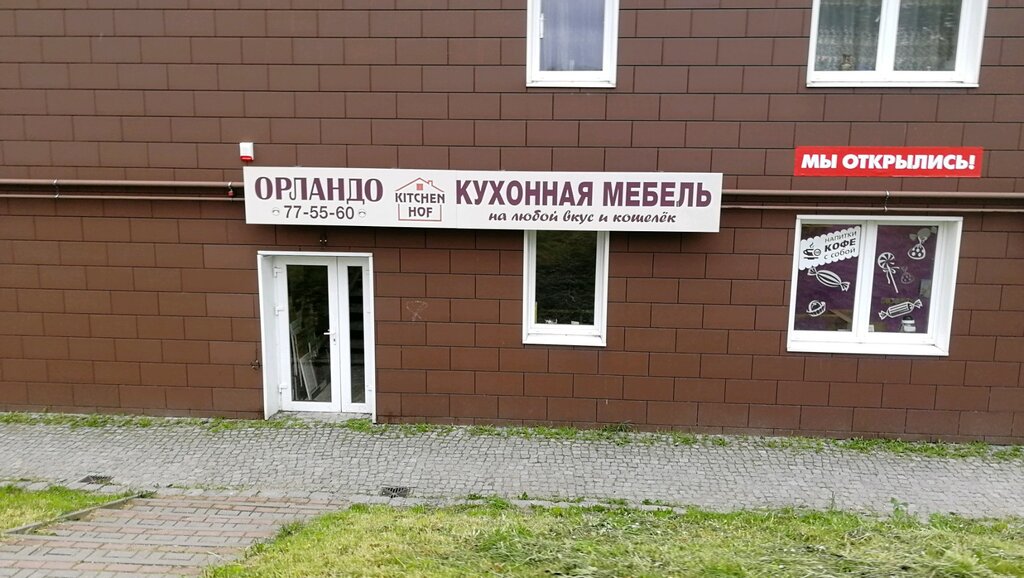 ОРЛАНДО
77-55-60
KITCHEN
HOF
КУХОННАЯ МЕБЕЛЬ
на любой вкус и кошелёк
МЫ ОТКРЫЛИСЬ!
НАПИТКИ
КОФЕ
С СОБОЙ